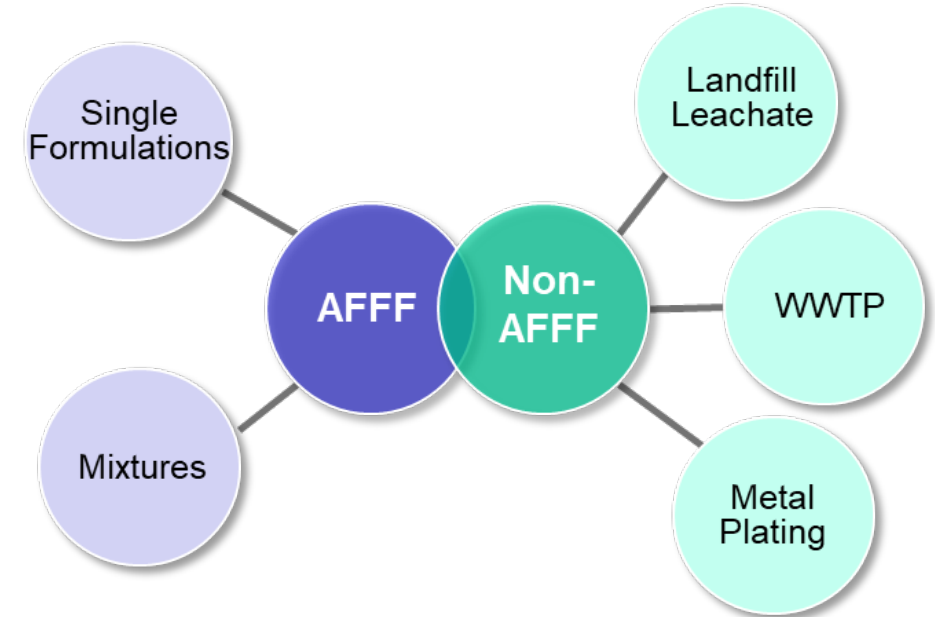 Single
Formulations
Mixtures
AFFF
Non-
AFFF
Landfill
Leachate
WWTP
Metal
Plating